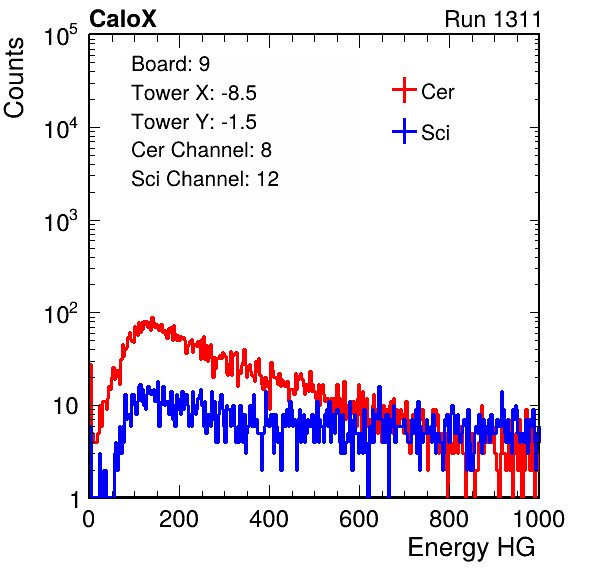 CaloX Run 1311
Counts
10^5
10^4
10^3
10^2
10
1
Board: 9
Tower X: -8.5
Tower Y: -1.5
Cer Channel: 8
Sci Channel: 12
Cer
Sci
0 200 400 600 800 1000
Energy HG